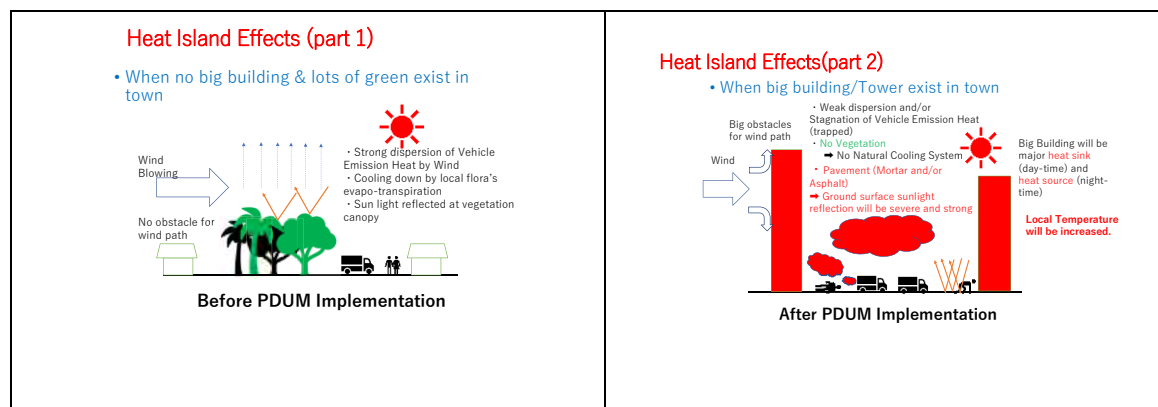 Heat Island Effects (part 1)
• When no big building & lots of green exist in
town
Wind
Blowing
・Strong dispersion of Vehicle
Emission Heat by Wind
・Cooling down by local flora's
evapo-transpiration
・Sun light reflected at vegetation
canopy
No obstacle for
wind path
Before PDUM Implementation
Heat Island Effects(part 2)
• When big building/Tower exist in town
Big obstacles
for wind path
Wind
・Weak dispersion and/or
Stagnation of Vehicle Emission Heat
(trapped)
・No Vegetation
➡ No Natural Cooling System
・Pavement (Mortar and/or
Asphalt)
➡ Ground surface sunlight
reflection will be severe and strong
Big Building will be
major heat sink
(day-time) and
heat source (night-
time)
Local Temperature
will be increased.
After PDUM Implementation